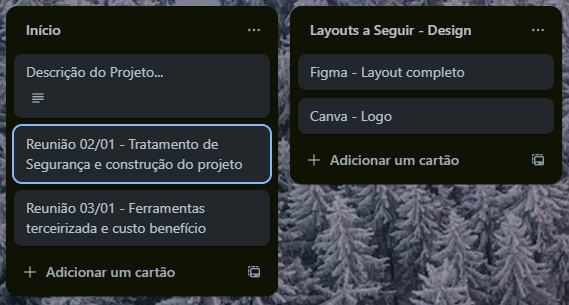 Início
Descrição do Projeto...
Reunião 02/01 - Tratamento de
Segurança e construção do projeto
Reunião 03/01 - Ferramentas
terceirizada e custo benefício
Adicionar um cartão
Layouts a Seguir - Design
Figma - Layout completo
Canva - Logo
Adicionar um cartão